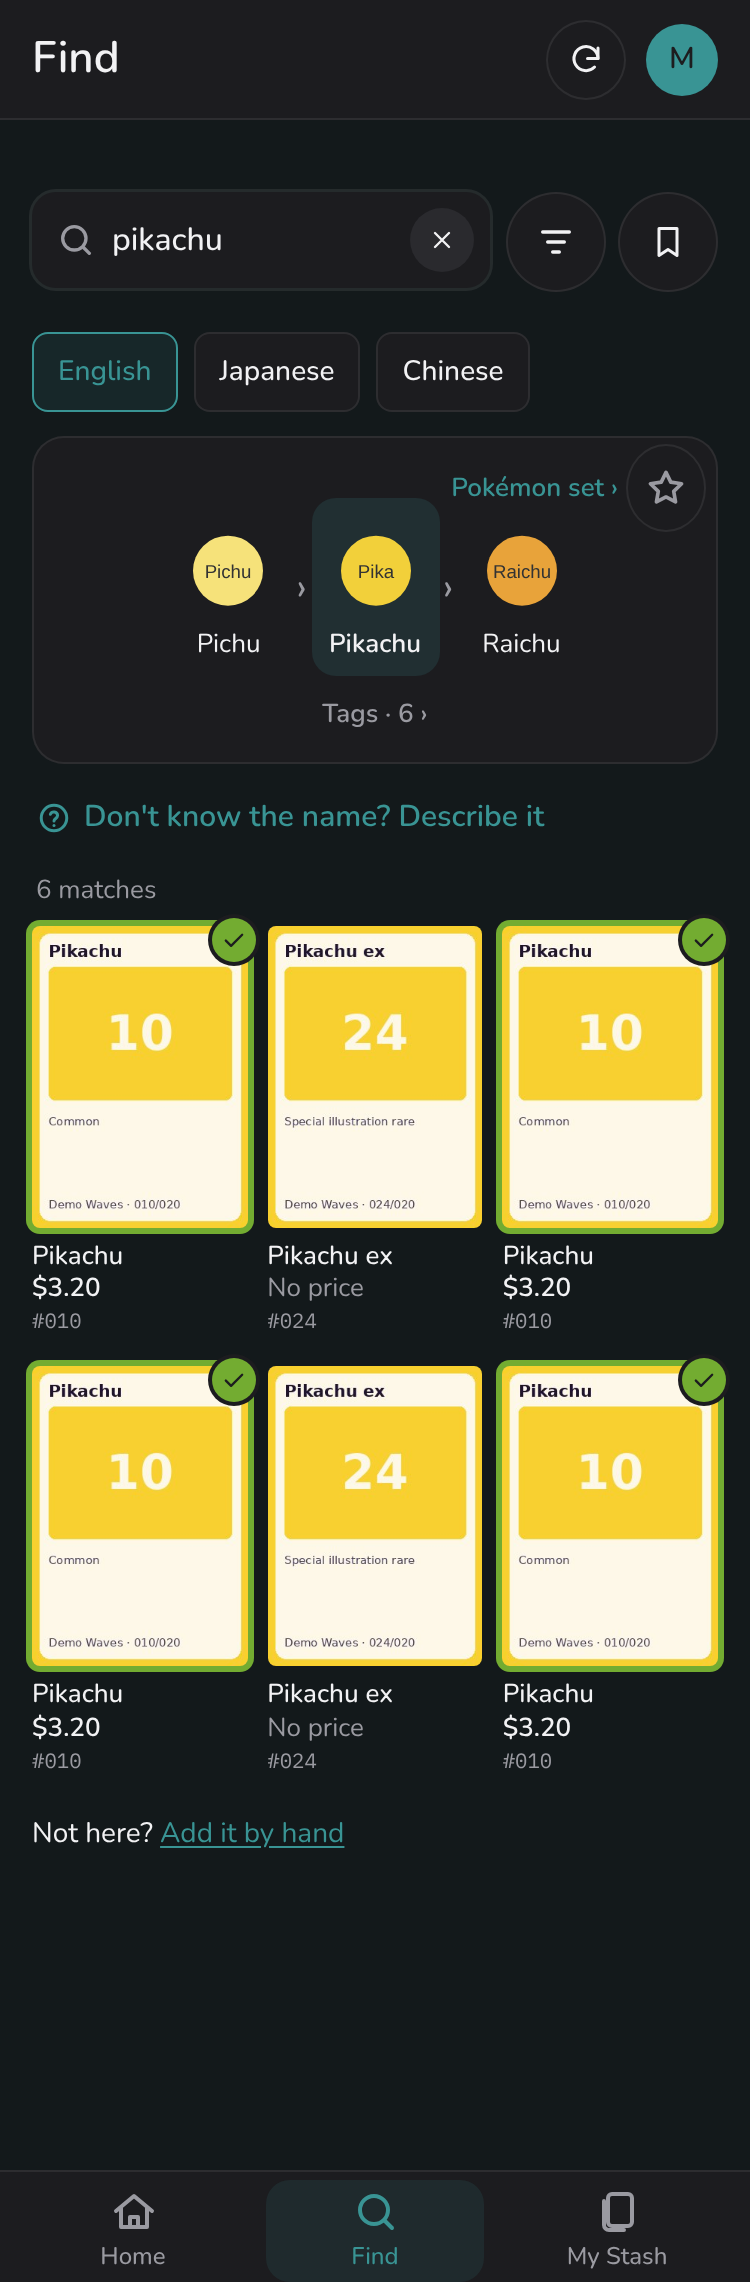 Find
M
pikachu
English Japanese Chinese
Pokémon set ›
Pichu › Pika › Raichu
Pichu Pikachu Raichu
Tags · 6 ›
Don't know the name? Describe it
6 matches
Pikachu
10
Common
Demo Waves · 010/020
Pikachu
$3.20
#010
Pikachu ex
24
Special illustration rare
Demo Waves · 024/020
Pikachu ex
No price
#024
Pikachu
10
Common
Demo Waves · 010/020
Pikachu
$3.20
#010
Pikachu
10
Common
Demo Waves · 010/020
Pikachu
$3.20
#010
Pikachu ex
24
Special illustration rare
Demo Waves · 024/020
Pikachu ex
No price
#024
Pikachu
10
Common
Demo Waves · 010/020
Pikachu
$3.20
#010
Not here? Add it by hand
Home Find My Stash